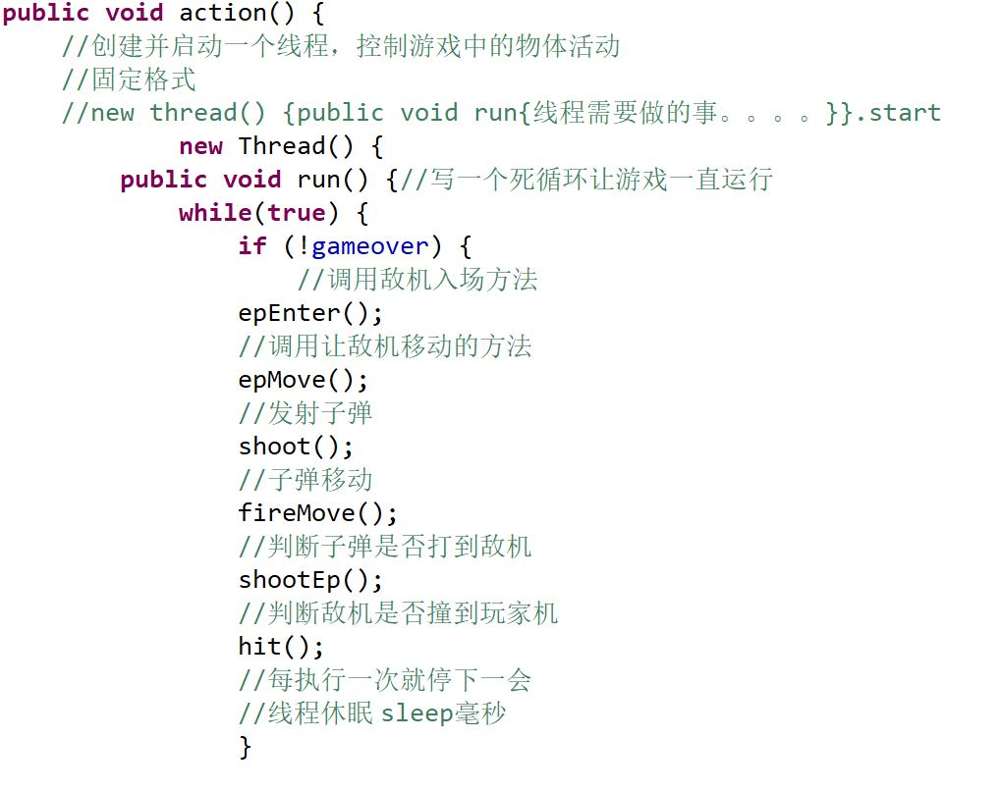 public void action() {
//创建并启动一个线程，控制游戏中的物体活动
//固定格式
//new thread() {public void run{线程需要做的事。。。。}}.start
new Thread() {
public void run() {//写一个死循环让游戏一直运行
while(true) {
if (!gameover) {
//调用敌机入场方法
epEnter();
//调用让敌机移动的方法
epMove();
//发射子弹
shoot();
//子弹移动
fireMove();
//判断子弹是否打到敌机
shootEp();
//判断敌机是否撞到玩家机
hit();
//每执行一次就停下一会
//线程休眠 sleep毫秒
}